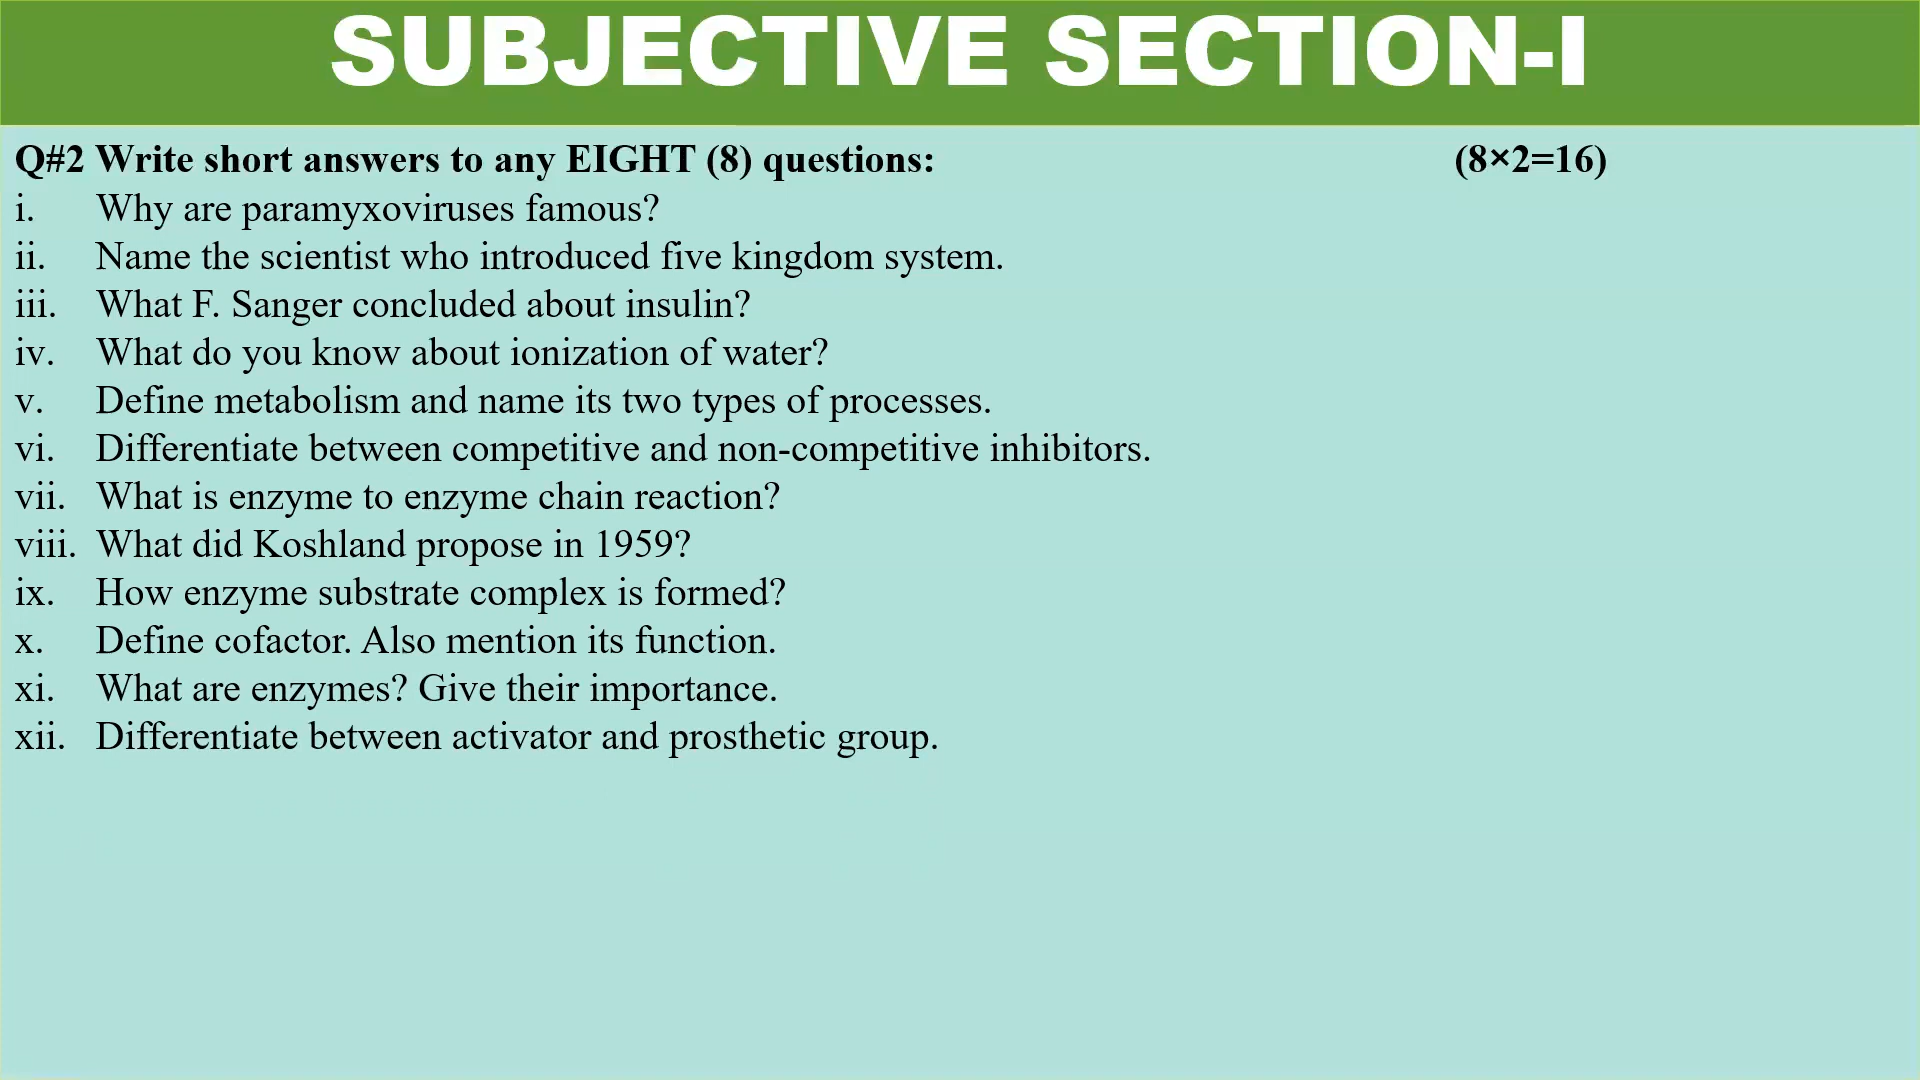 SUBJECTIVE SECTION-I
Q#2 Write short answers to any EIGHT (8) questions: (8×2=16)
i. Why are paramyxoviruses famous?
ii. Name the scientist who introduced five kingdom system.
iii. What F. Sanger concluded about insulin?
iv. What do you know about ionization of water?
v. Define metabolism and name its two types of processes.
vi. Differentiate between competitive and non-competitive inhibitors.
vii. What is enzyme to enzyme chain reaction?
viii. What did Koshland propose in 1959?
ix. How enzyme substrate complex is formed?
x. Define cofactor. Also mention its function.
xi. What are enzymes? Give their importance.
xii. Differentiate between activator and prosthetic group.